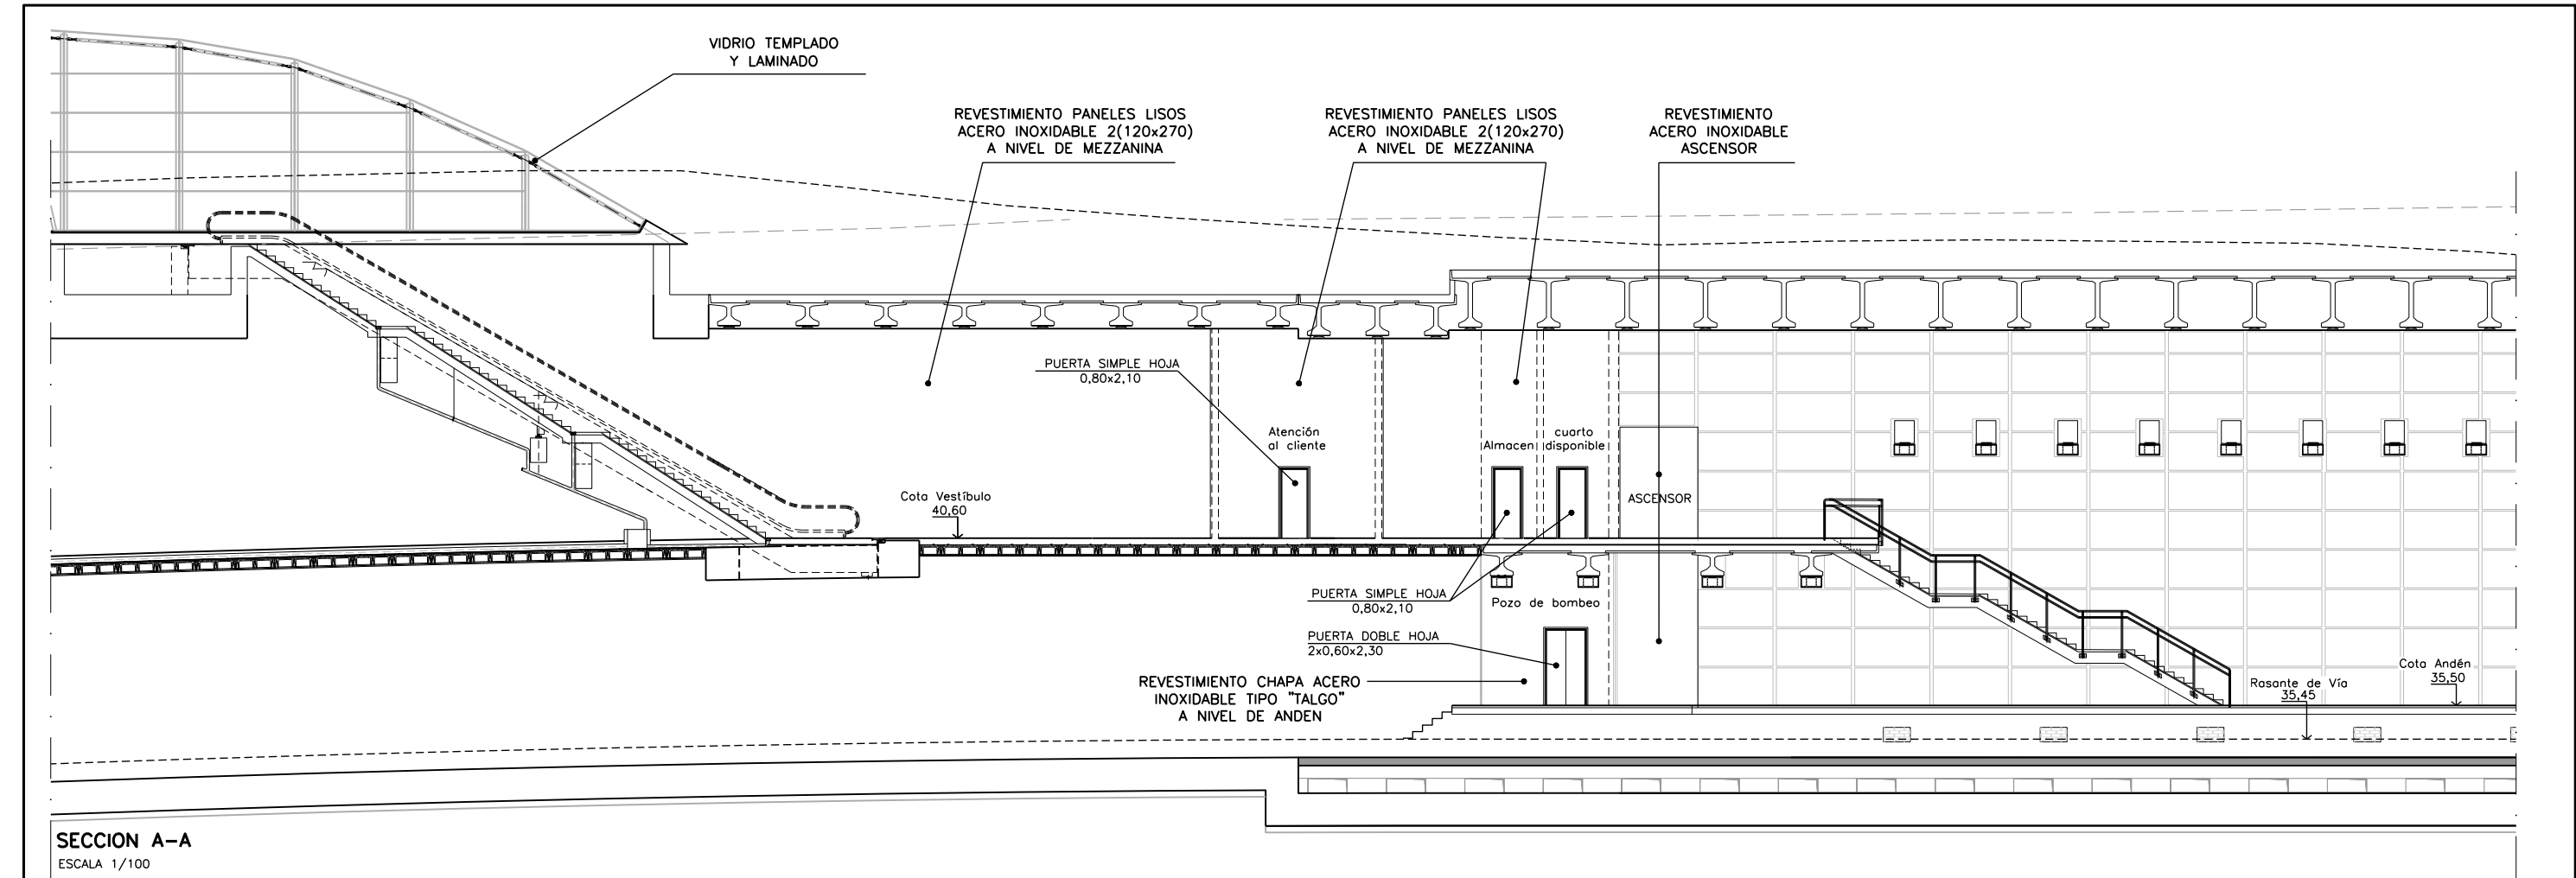 VIDRIO TEMPLADO
Y LAMINADO
REVESTIMIENTO PANELES LISOS
ACERO INOXIDABLE 2(120x270)
A NIVEL DE MEZZANINA
REVESTIMIENTO PANELES LISOS
ACERO INOXIDABLE 2(120x270)
A NIVEL DE MEZZANINA
REVESTIMIENTO
ACERO INOXIDABLE
ASCENSOR
PUERTA SIMPLE HOJA
0,80x2,10
Atención
al cliente
Almacen
cuarto
disponible
Cota Vestíbulo
40,60
ASCENSOR
PUERTA SIMPLE HOJA
0,80x2,10
Pozo de bombeo
PUERTA DOBLE HOJA
2x0,60x2,30
REVESTIMIENTO CHAPA ACERO
INOXIDABLE TIPO "TALGO"
A NIVEL DE ANDEN
Cota Andén
35,50
Rasante de Vía
35,45
SECCION A-A
ESCALA 1/100